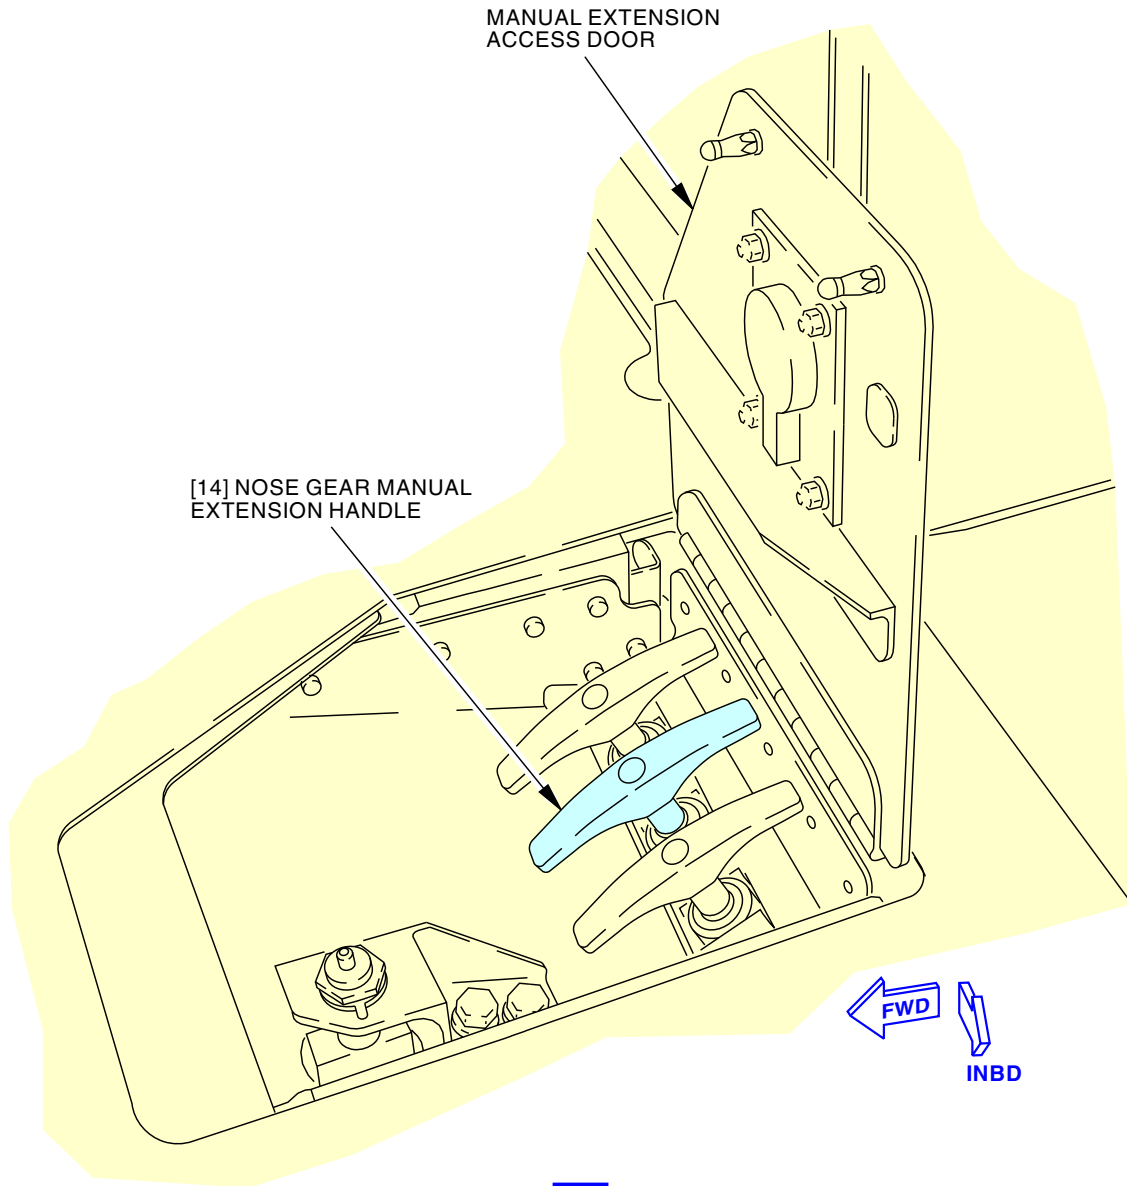 MANUAL EXTENSION
ACCESS DOOR
[14] NOSE GEAR MANUAL
EXTENSION HANDLE
FWD
INBD